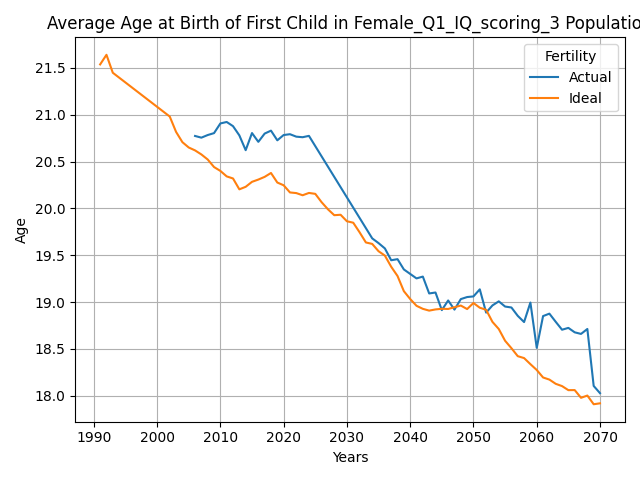 Average Age at Birth of First Child in Female_Q1_IQ_scoring_3 Populatio
Fertility
Actual
Ideal
21.5
21.0
20.5
20.0
19.5
19.0
18.5
18.0
Age
1990 2000 2010 2020 2030 2040 2050 2060 2070
Years